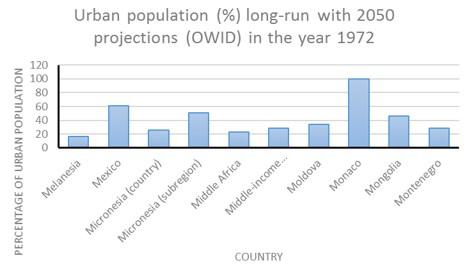 Urban population (%) long-run with 2050
projections (OWID) in the year 1972
PERCENTAGE OF URBAN POPULATION
120
100
80
60
40
20
0
Melanesia
Mexico
Micronesia (country)
Micronesia (subregion)
Middle Africa
Middle-income…
Moldova
Monaco
Mongolia
Montenegro
COUNTRY